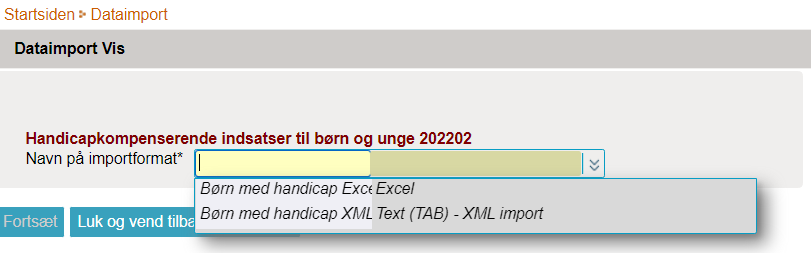 Startsiden Dataimport
Dataimport Vis
Handicapkompenserende indsatser til børn og unge 202202
Navn på importformat*
Børn med handicap Exce Excel
Børn med handicap XML Text (TAB) - XML import
Fortsæt Luk og vend tilba